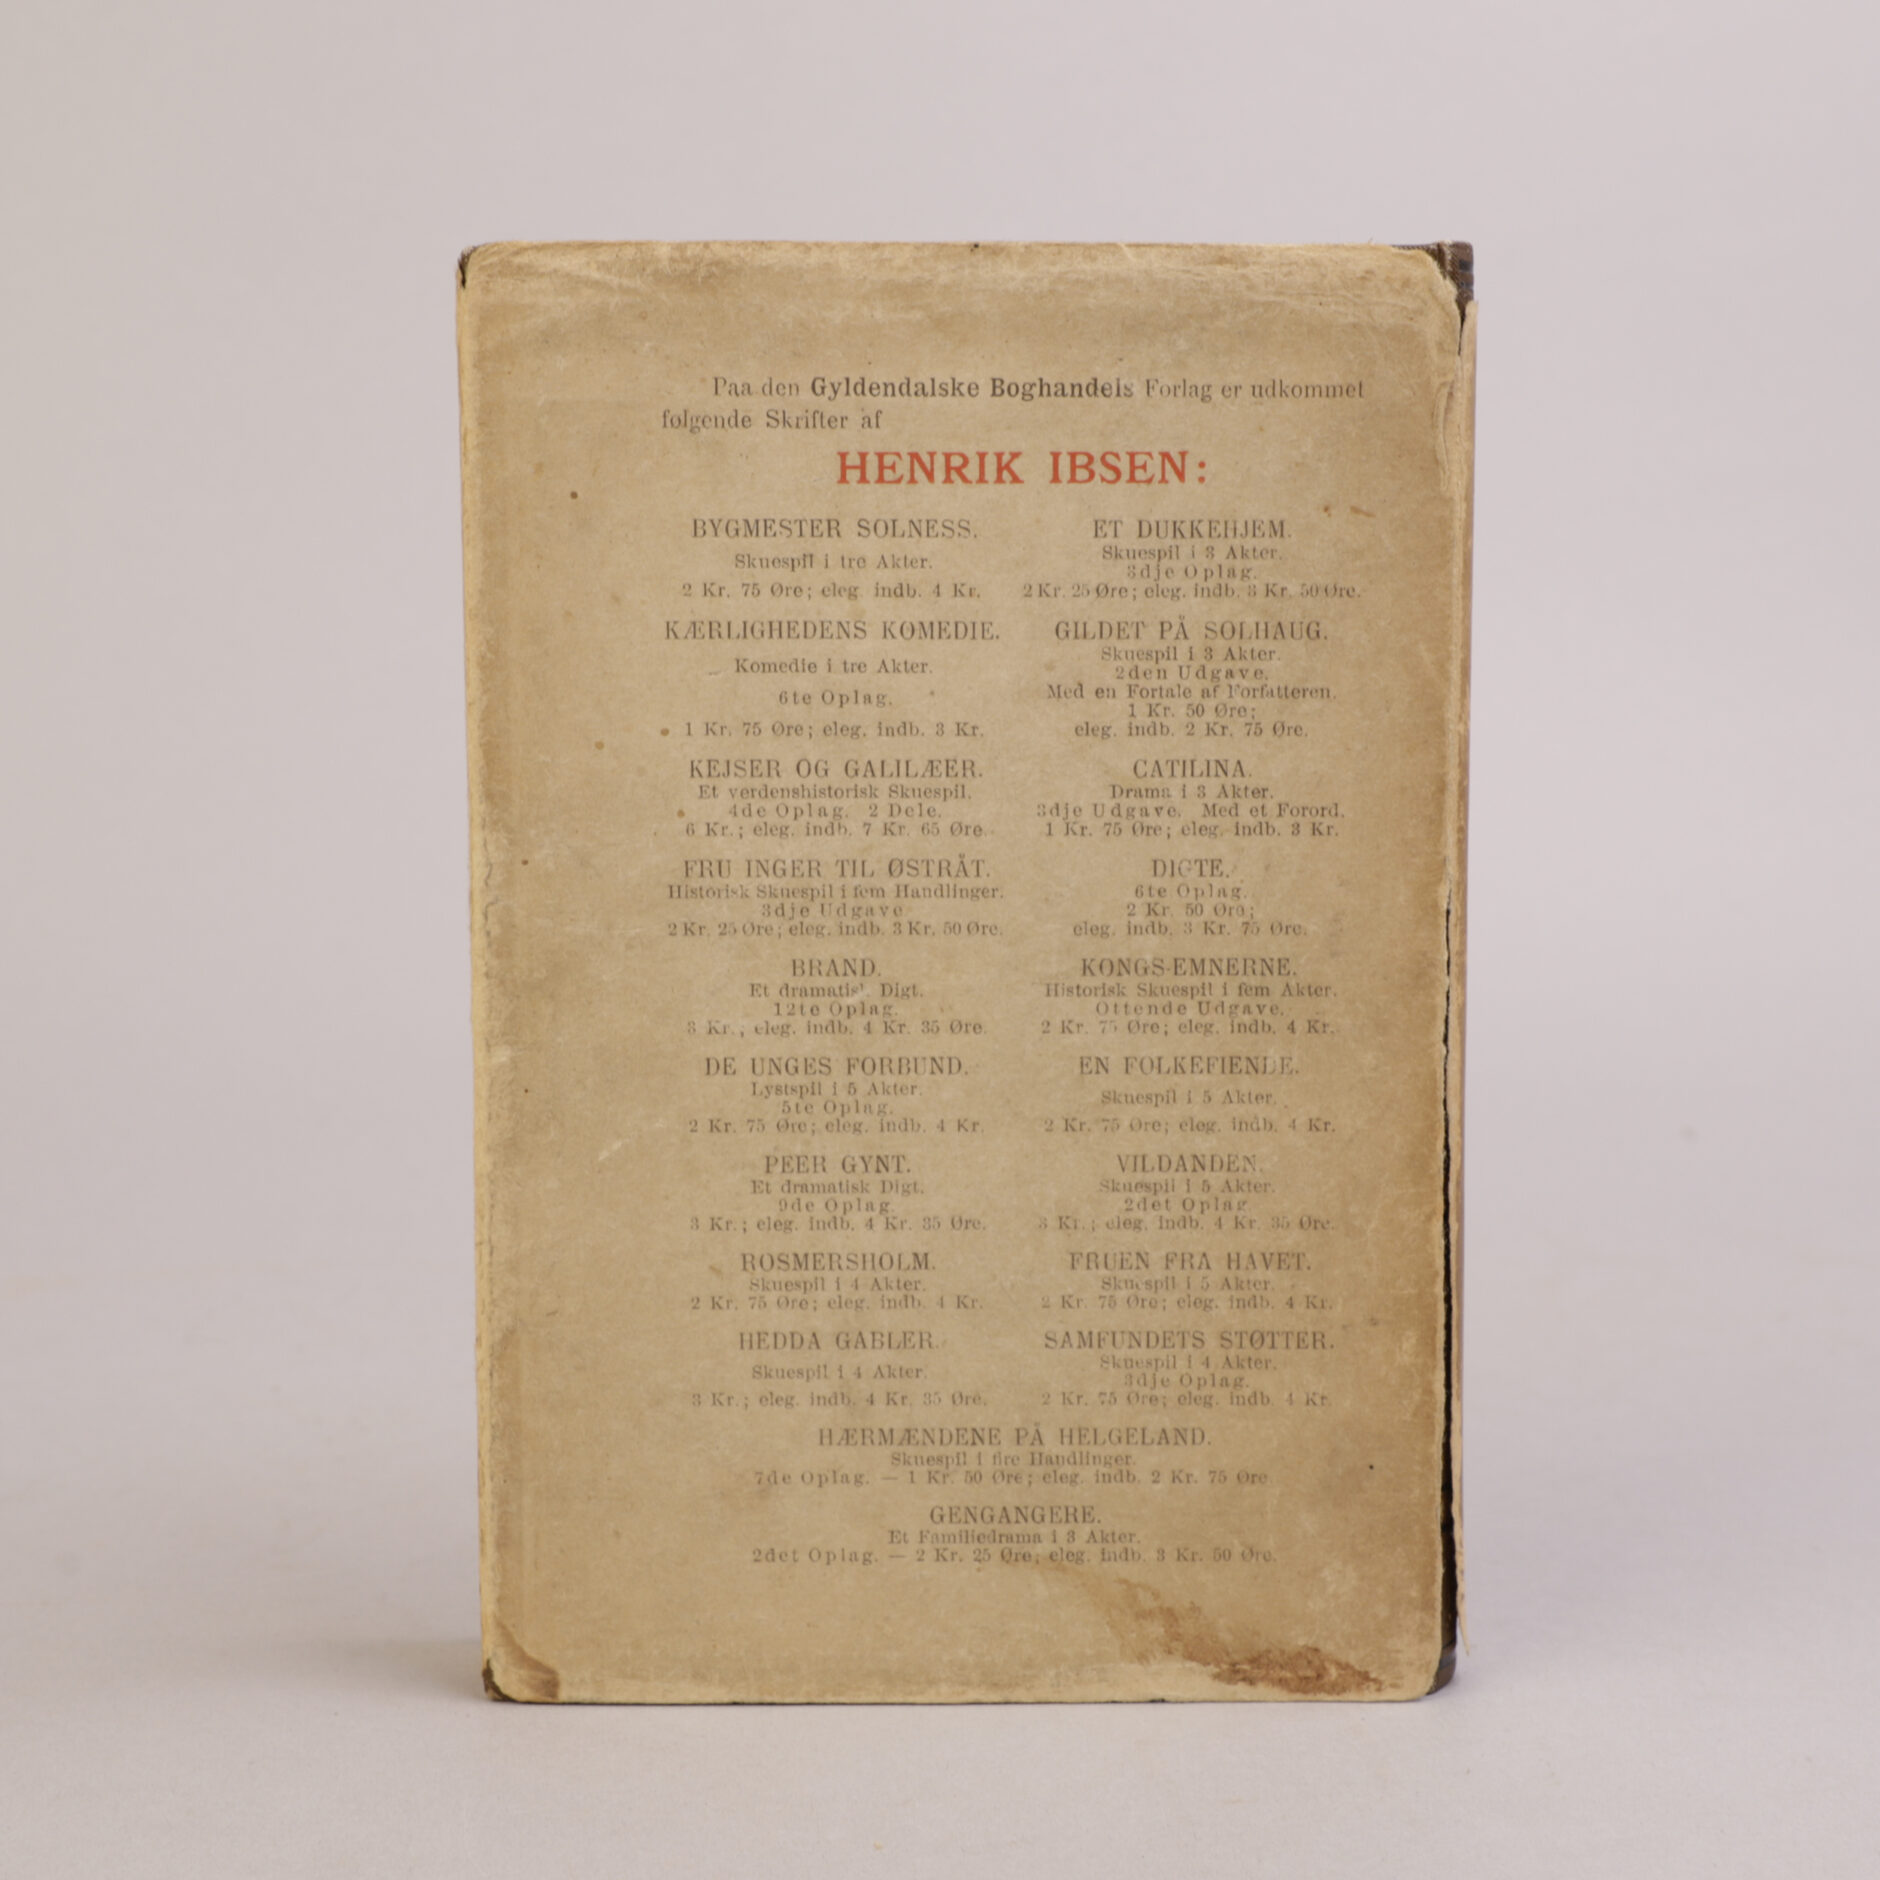 Paa den Gyldendalske Boghandels Forlag er udkommet
følgende Skrifter af
HENRIK IBSEN:
BYGMESTER SOLNESS.
Skuespil i tre Akter.
2 Kr. 75 Øre; eleg. indb. 4 Kr.
KÆRLIGHEDENS KOMEDIE.
Komedie i tre Akter.
6te Oplag.
1 Kr. 75 Øre; eleg. indb. 3 Kr.
KEJSER OG GALILÆER.
Et verdenshistorisk Skuespil.
4de Oplag. 2 Dele.
6 Kr.; eleg. indb. 7 Kr. 65 Øre.
FRU INGER TIL ØSTRÅT.
Historisk Skuespil i fem Handlinger.
3dje Udgave.
2 Kr. 25 Øre; eleg. indb. 3 Kr. 50 Øre.
BRAND.
Et dramatisk Digt.
12te Oplag.
3 Kr.; eleg. indb. 4 Kr. 35 Øre.
DE UNGES FORBUND.
Lystspil i 5 Akter.
5te Oplag.
2 Kr. 75 Øre; eleg. indb. 4 Kr.
PEER GYNT.
Et dramatisk Digt.
9de Oplag.
3 Kr.; eleg. indb. 4 Kr. 35 Øre.
ROSMERSHOLM.
Skuespil i 4 Akter.
2 Kr. 75 Øre; eleg. indb. 4 Kr.
HEDDA GABLER.
Skuespil i 4 Akter.
3 Kr.; eleg. indb. 4 Kr. 35 Øre.
ET DUKKEHJEM.
Skuespil i 3 Akter.
3dje Oplag.
2 Kr. 25 Øre; eleg. indb. 3 Kr. 50 Øre.
GILDET PÅ SOLHAUG.
Skuespil i 3 Akter.
2den Udgave.
Med en Fortale af Forfatteren.
1 Kr. 50 Øre;
eleg. indb. 2 Kr. 75 Øre.
CATILINA.
Drama i 3 Akter.
3dje Udgave. Med et Forord.
1 Kr. 75 Øre; eleg. indb. 3 Kr.
DIGTE.
6te Oplag.
2 Kr. 50 Øre;
eleg. indb. 3 Kr. 75 Øre.
KONGS-EMNERNE.
Historisk Skuespil i fem Akter.
Ottende Udgave.
2 Kr. 75 Øre; eleg. indb. 4 Kr.
EN FOLKEFIENDE.
Skuespil i 5 Akter.
2 Kr. 75 Øre; eleg. indb. 4 Kr.
VILDANDEN.
Skuespil i 5 Akter.
2det Oplag.
3 Kr.; eleg. indb. 4 Kr. 35 Øre.
FRUEN FRA HAVET.
Skuespil i 5 Akter.
2 Kr. 75 Øre; eleg. indb. 4 Kr.
SAMFUNDETS STØTTER.
Skuespil i 4 Akter.
3dje Oplag.
2 Kr. 75 Øre; eleg. indb. 4 Kr.
HÆRMÆNDENE PÅ HELGELAND.
Skuespil i fire Handlinger.
7de Oplag. — 1 Kr. 50 Øre; eleg. indb. 2 Kr. 75 Øre.
GENGANGERE.
Et Familiedrama i 3 Akter.
2det Oplag. — 2 Kr. 25 Øre; eleg. indb. 3 Kr. 50 Øre.